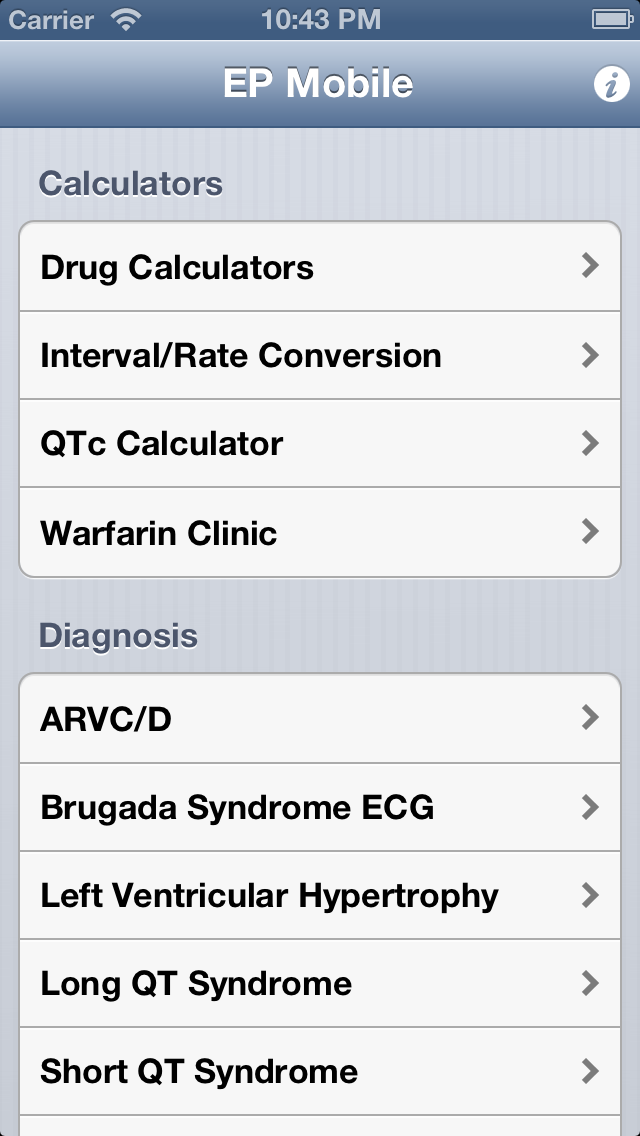 Carrier 10:43 PM
EP Mobile
Calculators
Drug Calculators
Interval/Rate Conversion
QTc Calculator
Warfarin Clinic
Diagnosis
ARVC/D
Brugada Syndrome ECG
Left Ventricular Hypertrophy
Long QT Syndrome
Short QT Syndrome